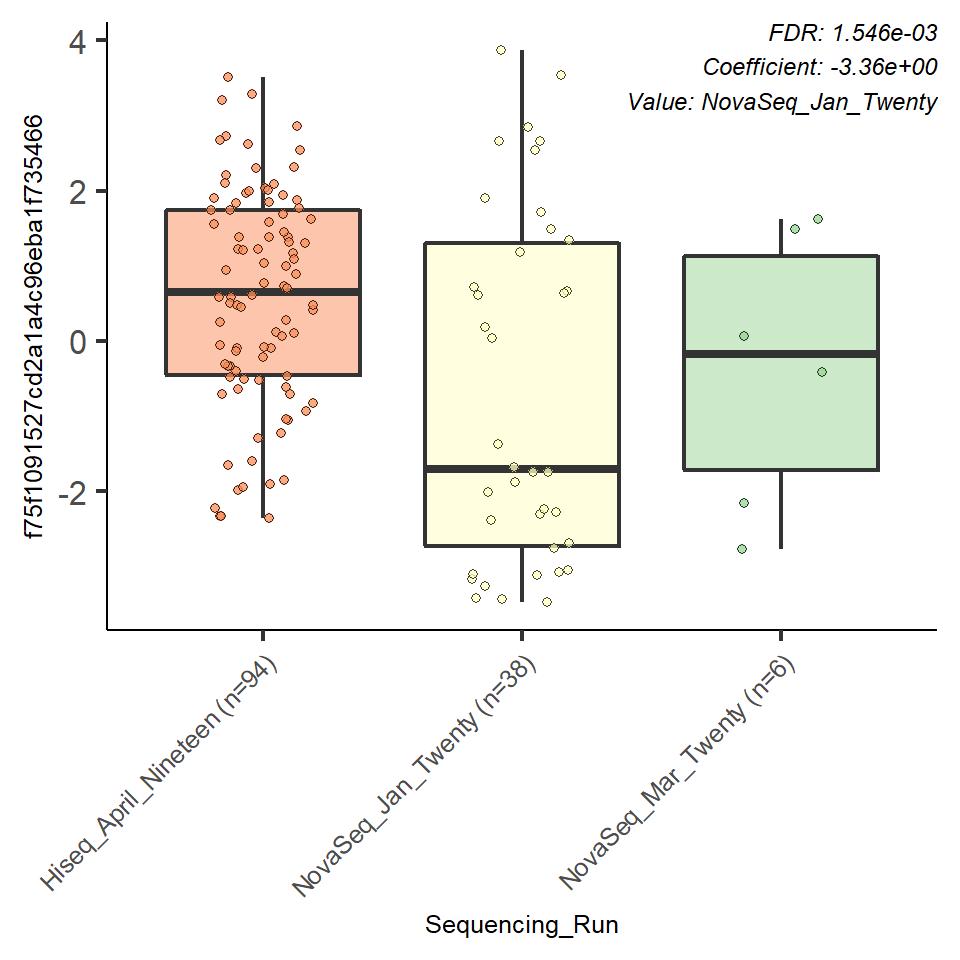 FDR: 1.546e-03
Coefficient: -3.36e+00
Value: NovaSeq_Jan_Twenty
f75f1091527cd2a1a4c96eba1f735466
4
2
0
-2
Hiseq_April_Nineteen (n=94)
NovaSeq_Jan_Twenty (n=38)
NovaSeq_Mar_Twenty (n=6)
Sequencing_Run